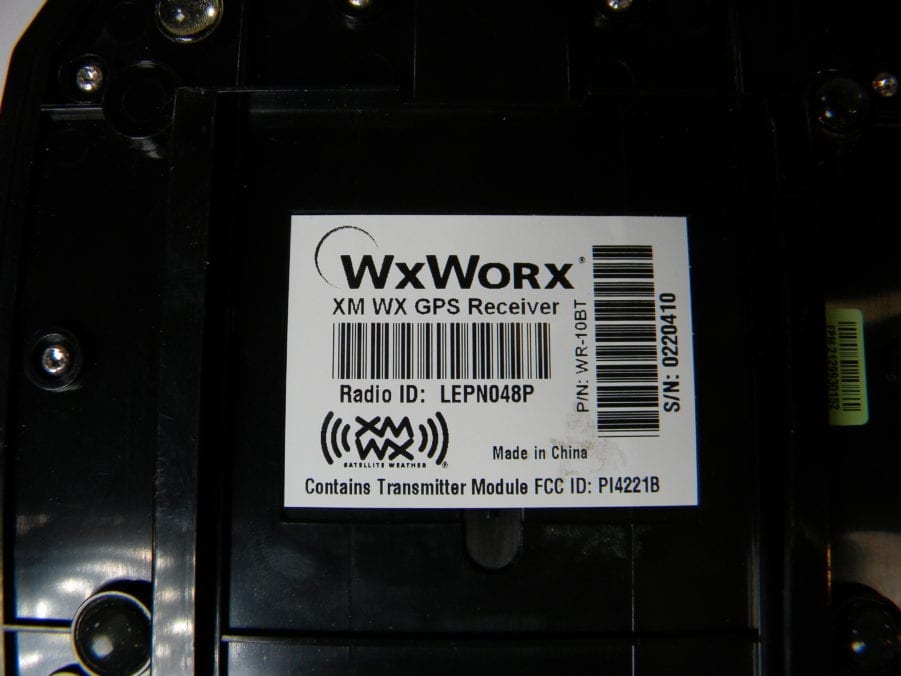 WxWorx®
XM WX GPS Receiver
Radio ID: LEPN048P
XM
WX
SATELLITE WEATHER®
Made in China
Contains Transmitter Module FCC ID: PI4221B
P/N: WR-10BT
S/N: 0220410